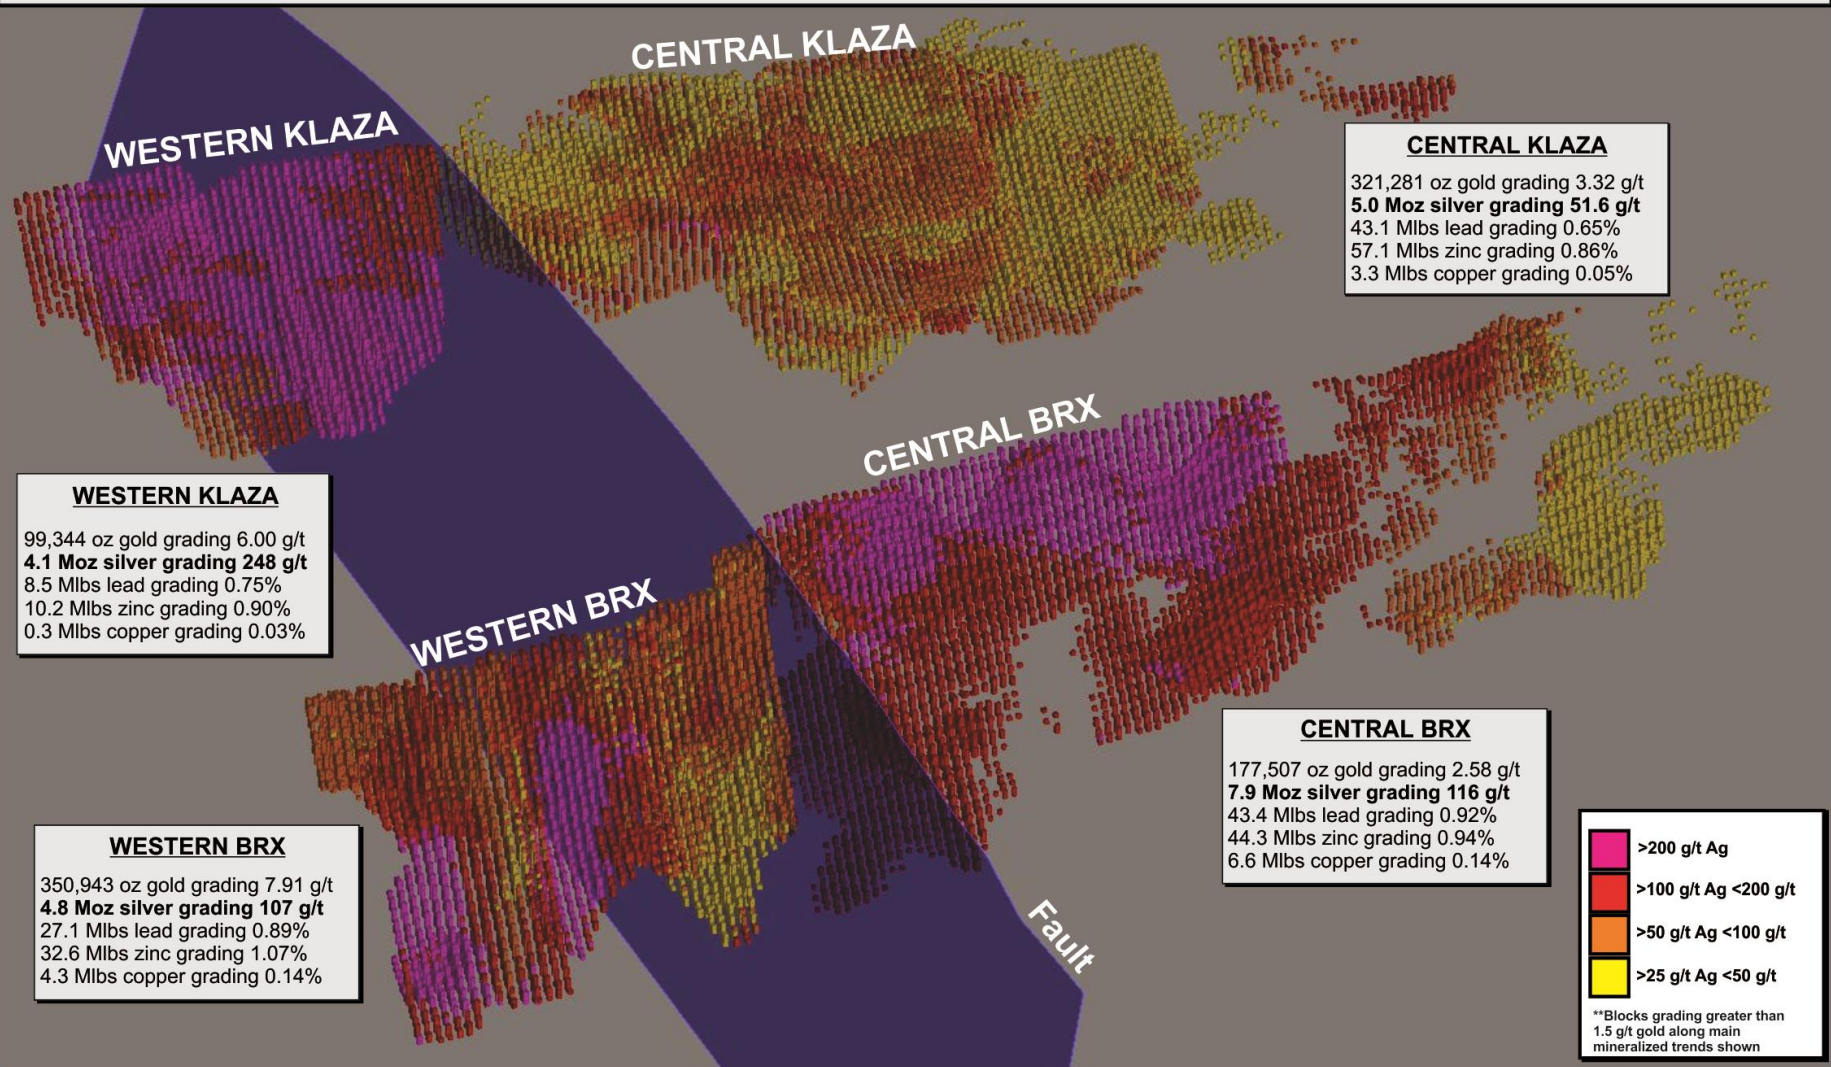 CENTRAL KLAZA
WESTERN KLAZA
CENTRAL KLAZA
321,281 oz gold grading 3.32 g/t
5.0 Moz silver grading 51.6 g/t
43.1 Mlbs lead grading 0.65%
57.1 Mlbs zinc grading 0.86%
3.3 Mlbs copper grading 0.05%
CENTRAL BRX
WESTERN KLAZA
99,344 oz gold grading 6.00 g/t
4.1 Moz silver grading 248 g/t
8.5 Mlbs lead grading 0.75%
10.2 Mlbs zinc grading 0.90%
0.3 Mlbs copper grading 0.03%
WESTERN BRX
CENTRAL BRX
177,507 oz gold grading 2.58 g/t
7.9 Moz silver grading 116 g/t
43.4 Mlbs lead grading 0.92%
44.3 Mlbs zinc grading 0.94%
6.6 Mlbs copper grading 0.14%
WESTERN BRX
350,943 oz gold grading 7.91 g/t
4.8 Moz silver grading 107 g/t
27.1 Mlbs lead grading 0.89%
32.6 Mlbs zinc grading 1.07%
4.3 Mlbs copper grading 0.14%
Fault
>200 g/t Ag
>100 g/t Ag <200 g/t
>50 g/t Ag <100 g/t
>25 g/t Ag <50 g/t
**Blocks grading greater than
1.5 g/t gold along main
mineralized trends shown